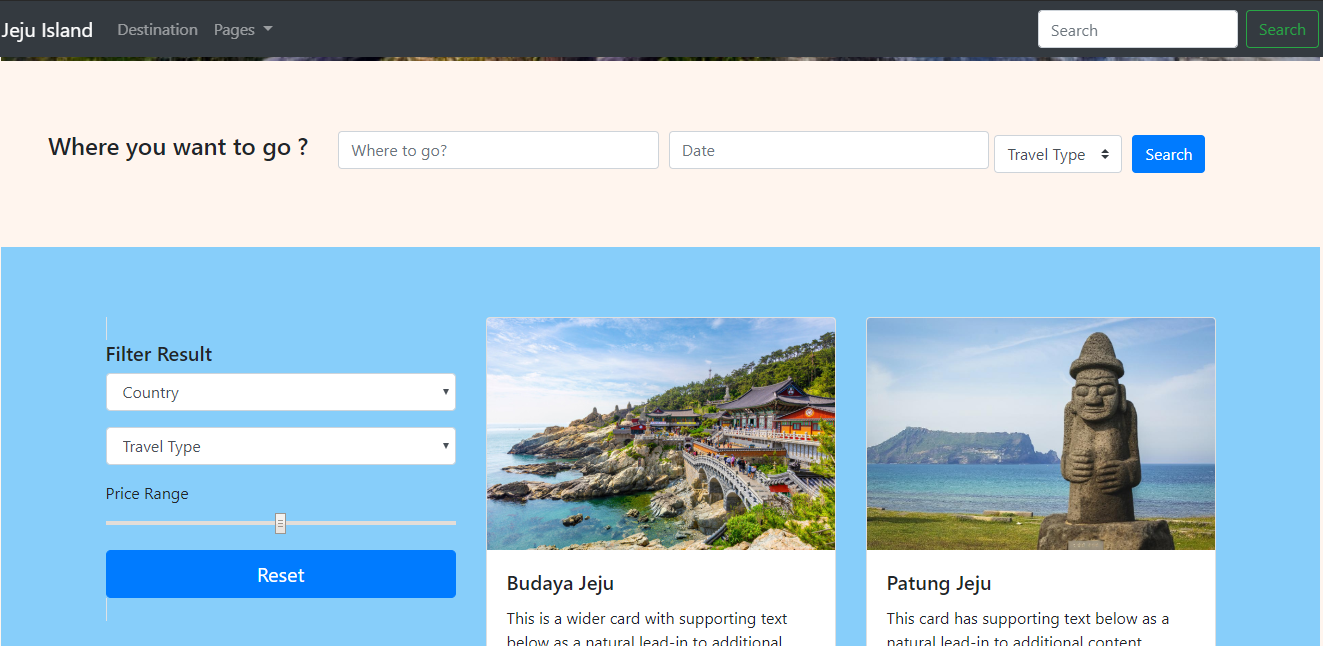 Jeju Island Destination Pages Search Search
Where you want to go ? Where to go? Date Travel Type Search
Filter Result
Country
Travel Type
Price Range
Reset
Budaya Jeju
This is a wider card with supporting text
below as a natural lead-in to additional
Patung Jeju
This card has supporting text below as a
natural lead-in to additional content.